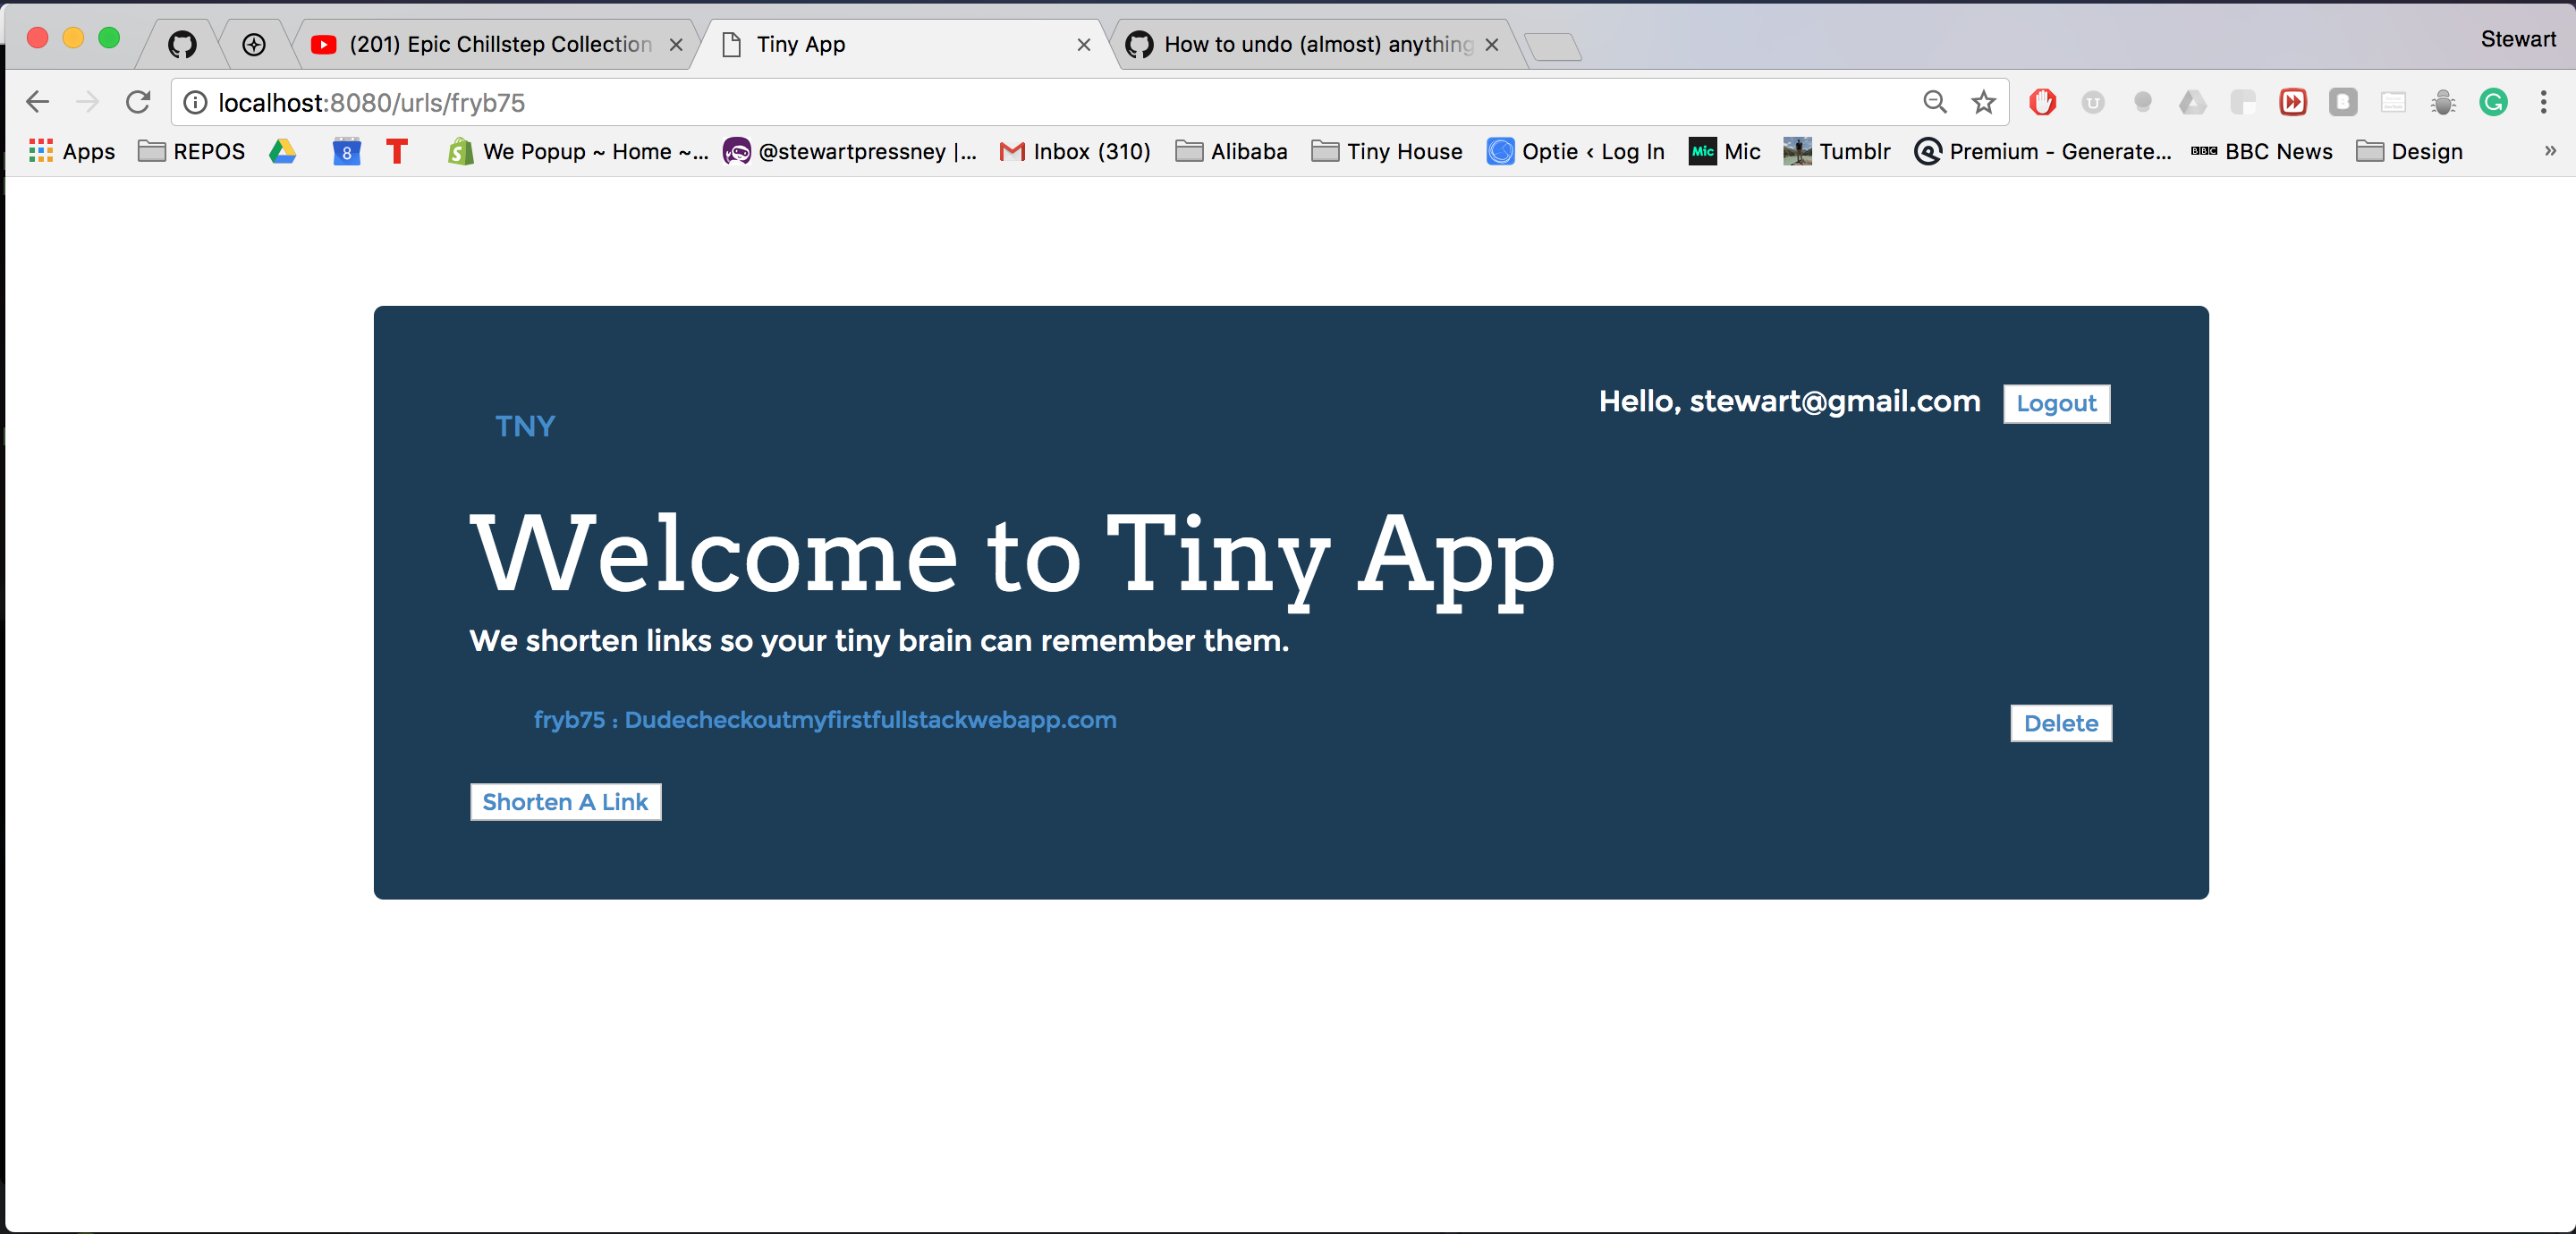 (201) Epic Chillstep Collection
Tiny App
How to undo (almost) anything
Stewart
localhost:8080/urls/fryb75
Apps REPOS 8 T We Popup ~ Home ~... @stewartpressney |... Inbox (310) Alibaba Tiny House Optie ‹ Log In Mic Mic Tumblr Premium - Generate... BBC BBC News Design »
Hello, stewart@gmail.com Logout
TNY
Welcome to Tiny App
We shorten links so your tiny brain can remember them.
fryb75 : Dudecheckoutmyfirstfullstackwebapp.com Delete
Shorten A Link